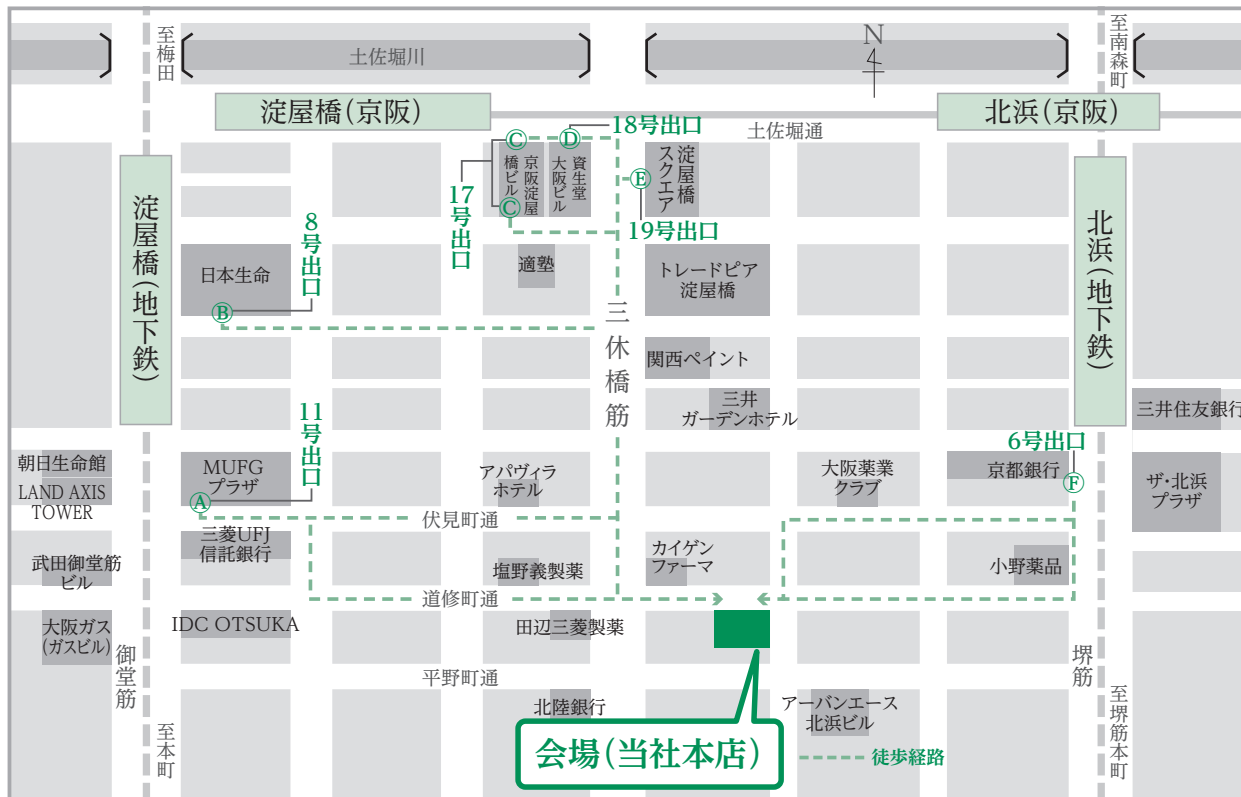 至梅田
土佐堀川
N
至南森町
淀屋橋(京阪)
北浜(京阪)
18号出口
土佐堀通
C
D
京阪淀屋
橋ビル
資生堂
大阪ビル
淀屋橋
スクエア
E
C
17号出口
19号出口
淀屋橋(地下鉄)
北浜(地下鉄)
8号出口
日本生命
適塾
トレードピア
淀屋橋
B
三休橋筋
関西ペイント
三井
ガーデンホテル
三井住友銀行
11号出口
6号出口
朝日生命館
LAND AXIS
TOWER
MUFG
プラザ
A
アパヴィラ
ホテル
大阪薬業
クラブ
京都銀行
F
ザ・北浜
プラザ
伏見町通
三菱UFJ
信託銀行
武田御堂筋
ビル
塩野義製薬
カイゲン
ファーマ
小野薬品
道修町通
大阪ガス
(ガスビル)
IDC OTSUKA
田辺三菱製薬
御堂筋
堺筋
平野町通
至本町
北陸銀行
アーバンエース
北浜ビル
至堺筋本町
会場(当社本店)
徒歩経路